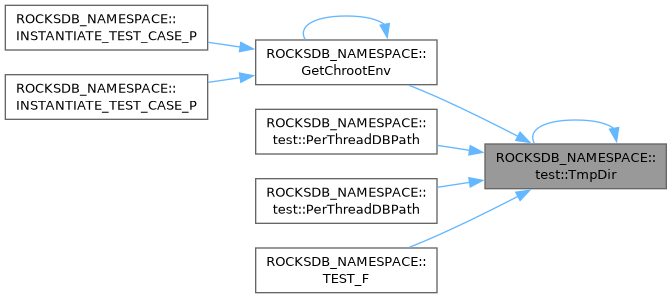 ROCKSDB_NAMESPACE::
INSTANTIATE_TEST_CASE_P
ROCKSDB_NAMESPACE::
INSTANTIATE_TEST_CASE_P
ROCKSDB_NAMESPACE::
GetChrootEnv
ROCKSDB_NAMESPACE::
test::PerThreadDBPath
ROCKSDB_NAMESPACE::
test::PerThreadDBPath
ROCKSDB_NAMESPACE::
TEST_F
ROCKSDB_NAMESPACE::
test::TmpDir